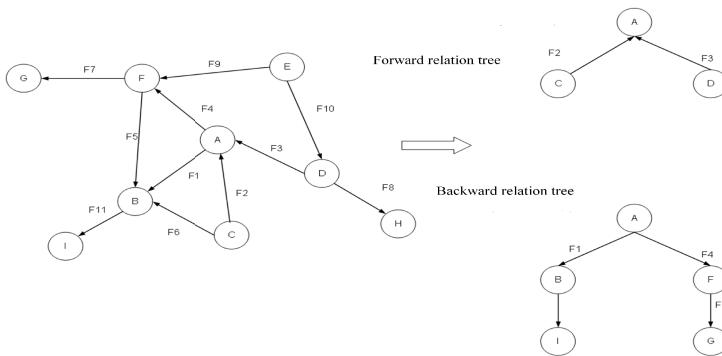 A
F2
F3
C
D
Forward relation tree
G
F7
F
F9
E
F4
F10
F5
A
F3
F1
D
F2
F8
B
F11
F6
C
H
I
Backward relation tree
A
F1
F4
B
F
F
I
G